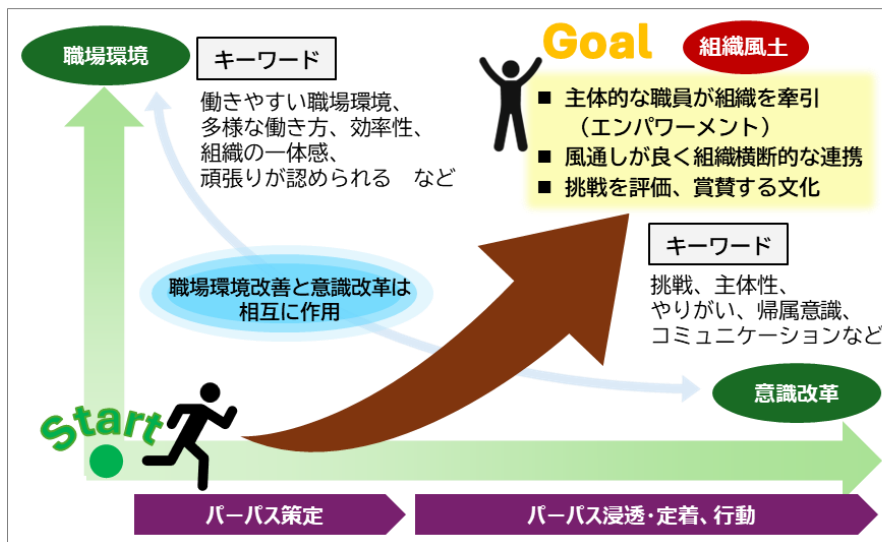 職場環境
キーワード
働きやすい職場環境、
多様な働き方、効率性、
組織の一体感、
頑張りが認められる　など
Goal
組織風土
■ 主体的な職員が組織を牽引
（エンパワーメント）
■ 風通しが良く組織横断的な連携
■ 挑戦を評価、賞賛する文化
キーワード
挑戦、主体性、
やりがい、帰属意識、
コミュニケーションなど
職場環境改善と意識改革は
相互に作用
意識改革
Start
パーパス策定
パーパス浸透・定着、行動